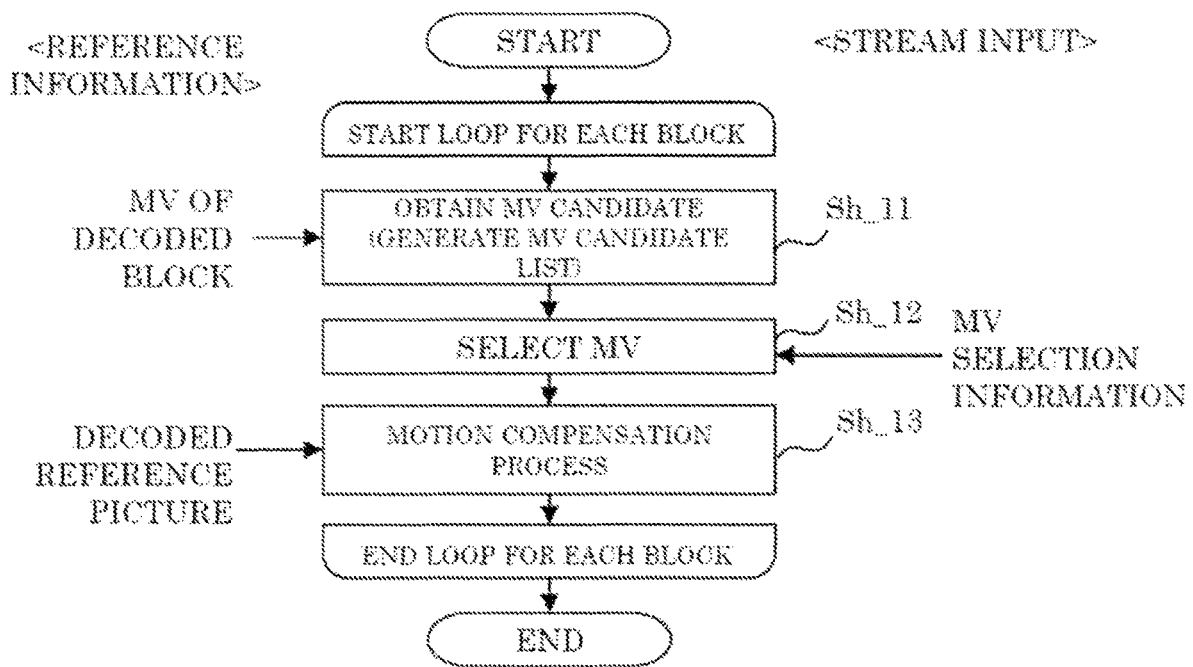 <REFERENCE
INFORMATION>
START
<STREAM INPUT>
START LOOP FOR EACH BLOCK
MV OF
DECODED
BLOCK
OBTAIN MV CANDIDATE
(GENERATE MV CANDIDATE
LIST)
Sh_11
SELECT MV
Sh_12
MV
SELECTION
INFORMATION
DECODED
REFERENCE
PICTURE
MOTION COMPENSATION
PROCESS
Sh_13
END LOOP FOR EACH BLOCK
END